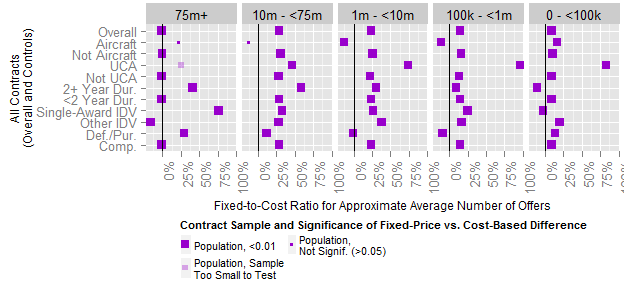 75m+ 10m - <75m 1m - <10m 100k - <1m 0 - <100k
All Contracts
(Overall and Controls)
Overall
Aircraft
Not Aircraft
UCA
Not UCA
2+ Year Dur.
<2 Year Dur.
Single-Award IDV
Other IDV
Def./Pur.
Comp.
0% 25% 50% 75% 100% 0% 25% 50% 75% 100% 0% 25% 50% 75% 100% 0% 25% 50% 75% 100% 0% 25% 50% 75% 100%
Fixed-to-Cost Ratio for Approximate Average Number of Offers
Contract Sample and Significance of Fixed-Price vs. Cost-Based Difference
Population, <0.01
Population,
Not Signif. (>0.05)
Population, Sample
Too Small to Test